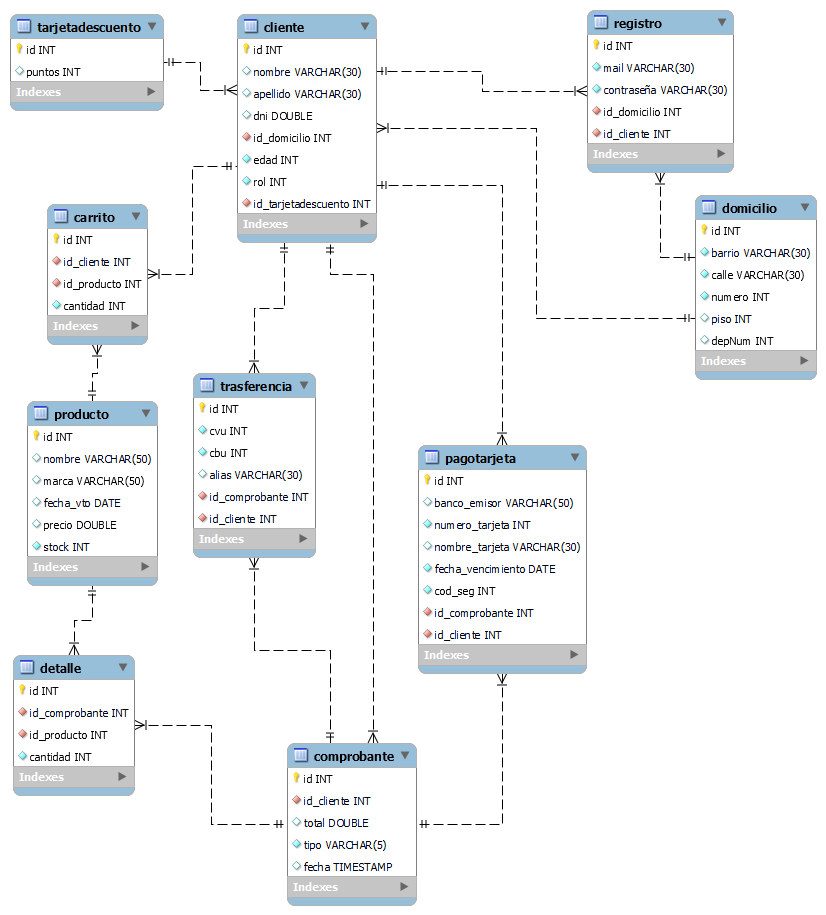 tarjetadescuento
id INT
puntos INT
Indexes
cliente
id INT
nombre VARCHAR(30)
apellido VARCHAR(30)
dni DOUBLE
id_domicilio INT
edad INT
rol INT
id_tarjetadescuento INT
Indexes
registro
id INT
mail VARCHAR(30)
contraseña VARCHAR(30)
id_domicilio INT
id_cliente INT
Indexes
domicilio
id INT
barrio VARCHAR(30)
calle VARCHAR(30)
numero INT
piso INT
depNum INT
Indexes
carrito
id INT
id_cliente INT
id_producto INT
cantidad INT
Indexes
producto
id INT
nombre VARCHAR(50)
marca VARCHAR(50)
fecha_vto DATE
precio DOUBLE
stock INT
Indexes
trasferencia
id INT
cvu INT
cbu INT
alias VARCHAR(30)
id_comprobante INT
id_cliente INT
Indexes
pagotarjeta
id INT
banco_emisor VARCHAR(50)
numero_tarjeta INT
nombre_tarjeta VARCHAR(30)
fecha_vencimiento DATE
cod_seg INT
id_comprobante INT
id_cliente INT
Indexes
detalle
id INT
id_comprobante INT
id_producto INT
cantidad INT
Indexes
comprobante
id INT
id_cliente INT
total DOUBLE
tipo VARCHAR(5)
fecha TIMESTAMP
Indexes